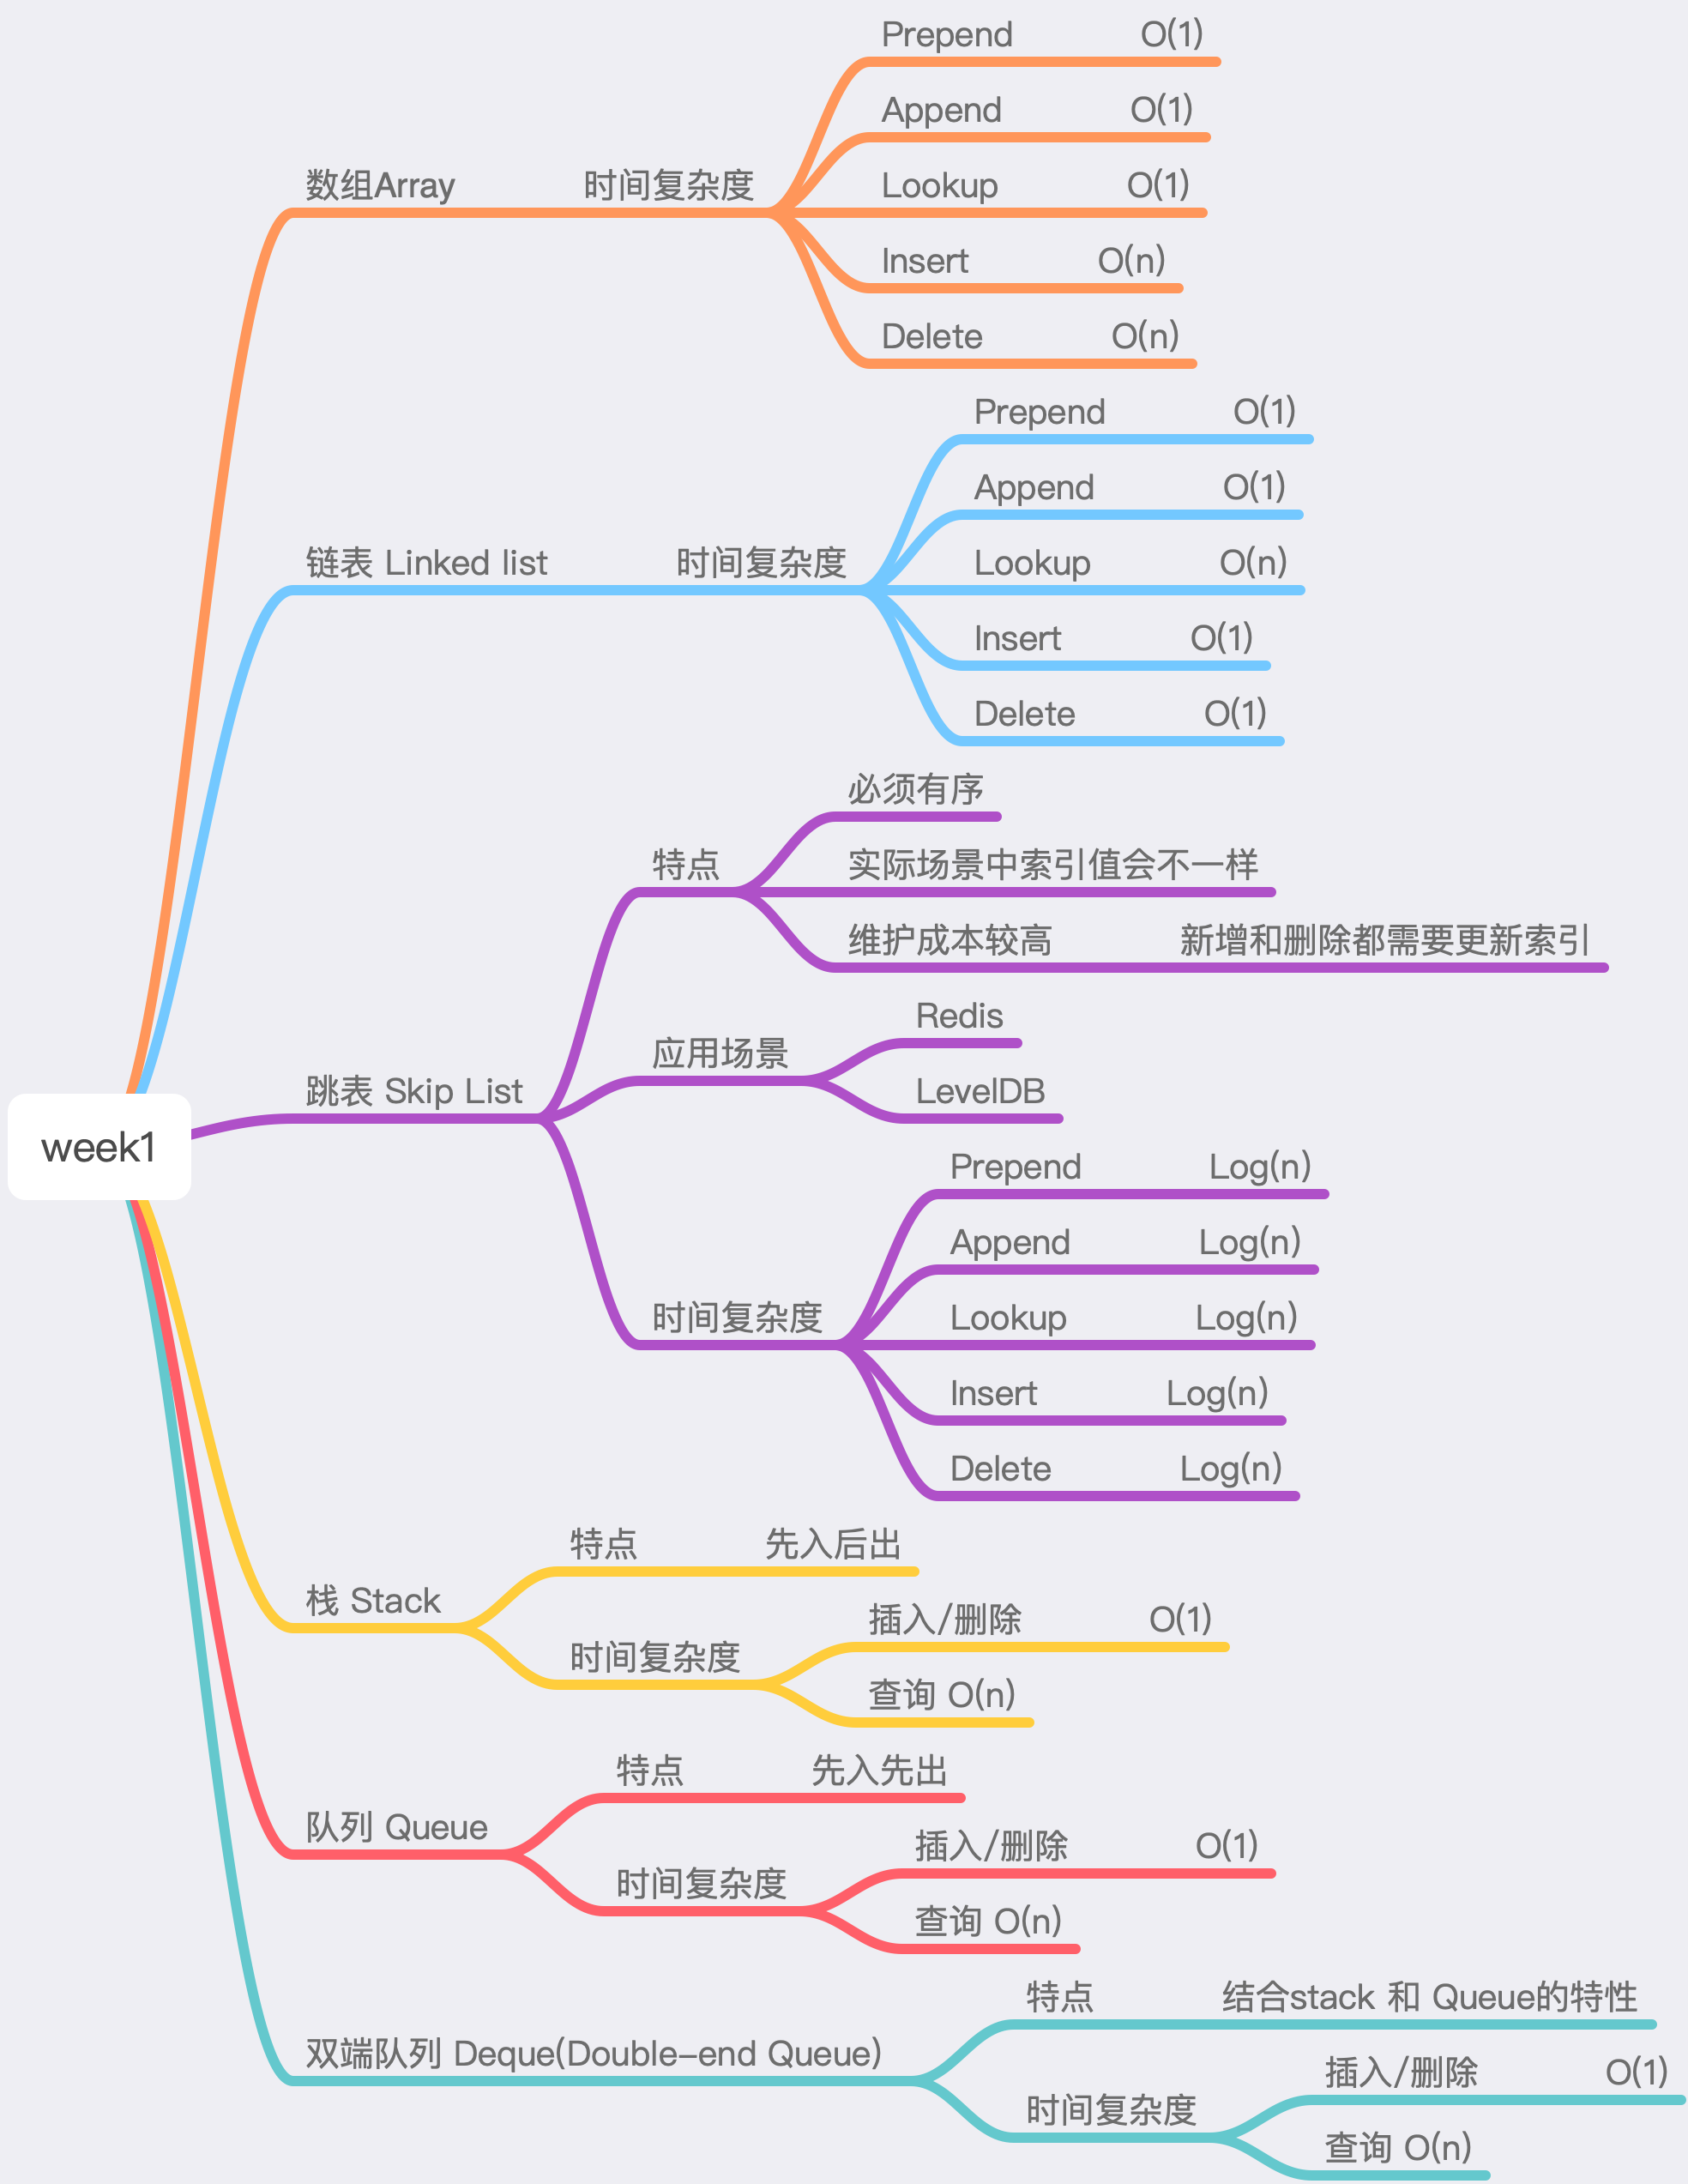 week1
数组Array
时间复杂度
Prepend O(1)
Append O(1)
Lookup O(1)
Insert O(n)
Delete O(n)
链表 Linked list
时间复杂度
Prepend O(1)
Append O(1)
Lookup O(n)
Insert O(1)
Delete O(1)
跳表 Skip List
特点
必须有序
实际场景中索引值会不一样
维护成本较高 新增和删除都需要更新索引
应用场景
Redis
LevelDB
时间复杂度
Prepend Log(n)
Append Log(n)
Lookup Log(n)
Insert Log(n)
Delete Log(n)
栈 Stack
特点 先入后出
时间复杂度
插入/删除 O(1)
查询 O(n)
队列 Queue
特点 先入先出
时间复杂度
插入/删除 O(1)
查询 O(n)
双端队列 Deque(Double-end Queue)
特点 结合stack 和 Queue的特性
时间复杂度
插入/删除 O(1)
查询 O(n)